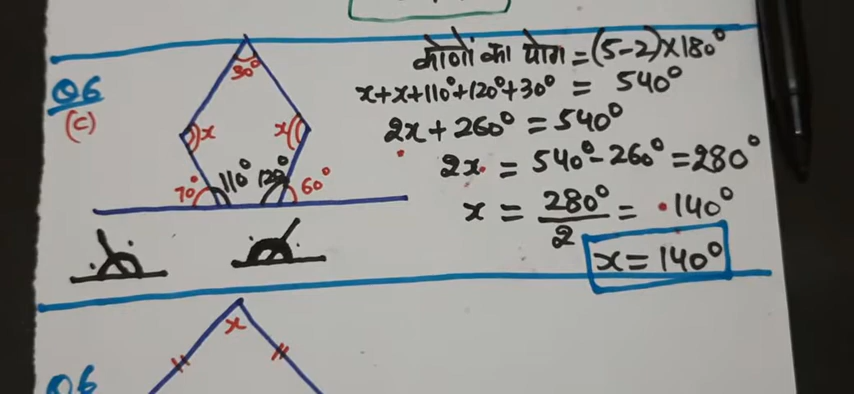 Q6
(c)
30°
x
x
70°
110°
120°
60°
कोणों का योग = (5-2)×180°
x+x+110°+120°+30° = 540°
2x + 260° = 540°
2x = 540° - 260° = 280°
x = 280°/2 = 140°
x = 140°
x
Q6